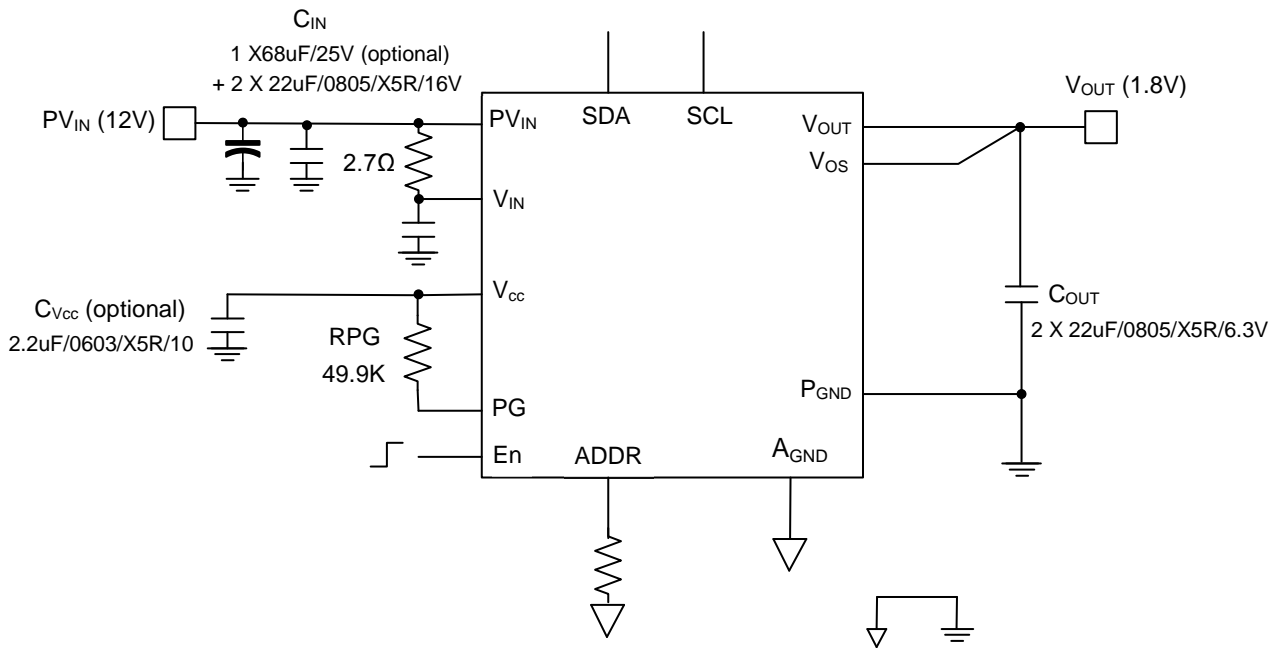 CIN
1 X68uF/25V (optional)
+ 2 X 22uF/0805/X5R/16V
PVIN (12V)
PVIN
SDA
SCL
VOUT
VOUT (1.8V)
VOS
2.7Ω
VIN
CVcc (optional)
2.2uF/0603/X5R/10
Vcc
RPG
49.9K
COUT
2 X 22uF/0805/X5R/6.3V
PGND
PG
En
ADDR
AGND